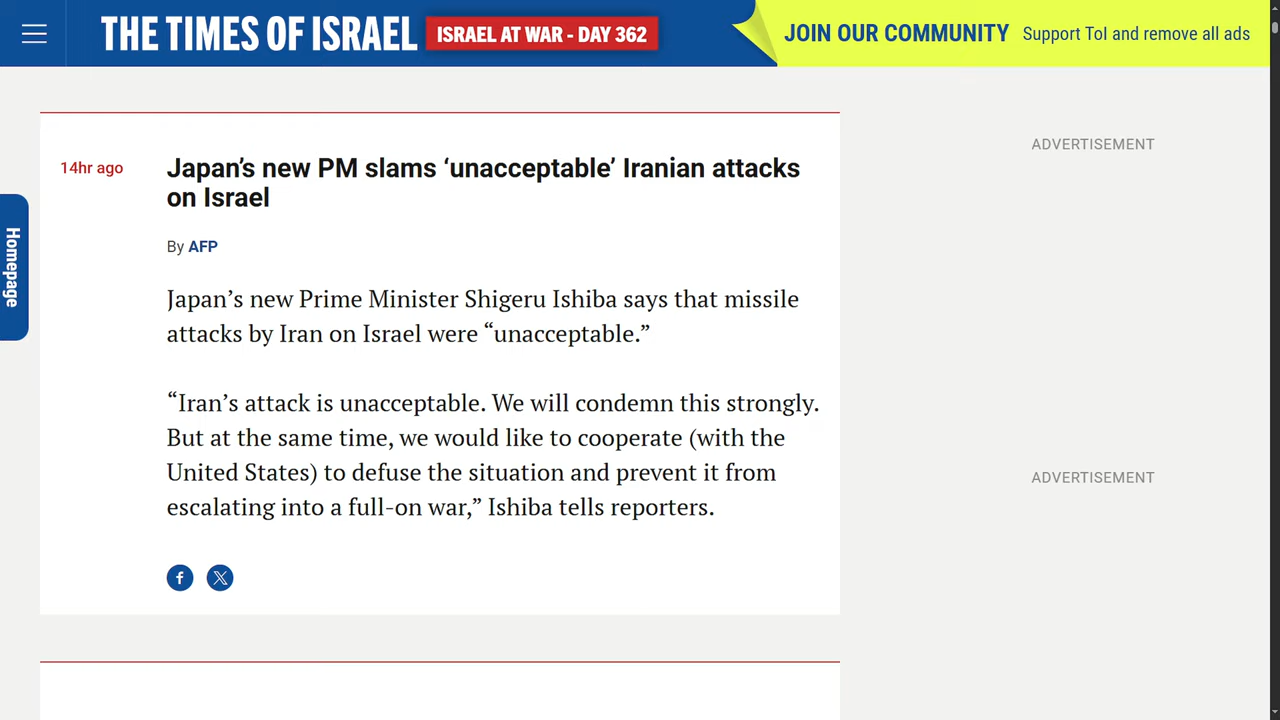 THE TIMES OF ISRAEL
ISRAEL AT WAR - DAY 362
JOIN OUR COMMUNITY Support ToI and remove all ads
Homepage
14hr ago
Japan’s new PM slams ‘unacceptable’ Iranian attacks
on Israel
By AFP
Japan’s new Prime Minister Shigeru Ishiba says that missile
attacks by Iran on Israel were “unacceptable.”
“Iran’s attack is unacceptable. We will condemn this strongly.
But at the same time, we would like to cooperate (with the
United States) to defuse the situation and prevent it from
escalating into a full-on war,” Ishiba tells reporters.
ADVERTISEMENT
ADVERTISEMENT